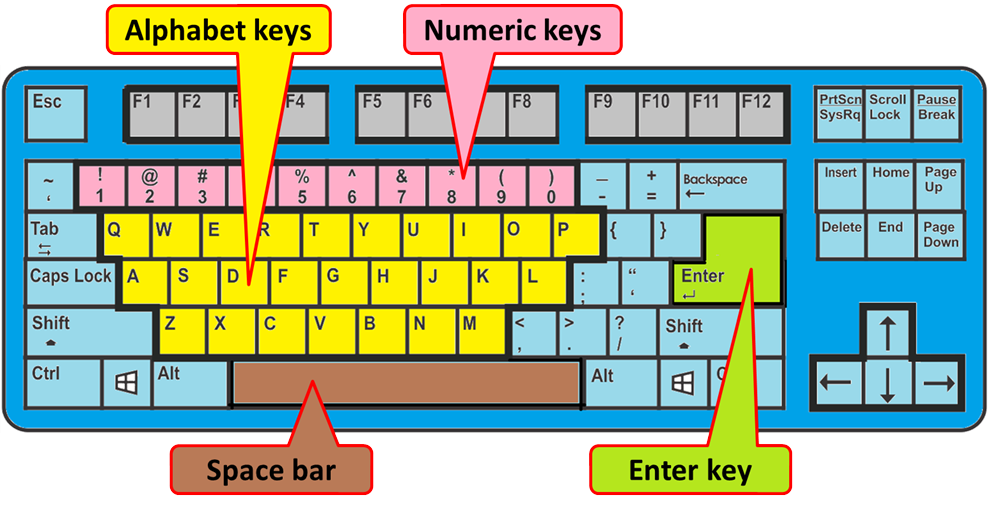 Alphabet keys
Numeric keys
Esc
F1 F2 F4
F5 F6 F8
F9 F10 F11 F12
PrtScn
SysRq
Scroll
Lock
Pause
Break
~ ! @ # % ^ & * ( ) _ +
‘ 1 2 3 5 6 7 8 9 0 - =
Backspace
←
Insert
Home
Page
Up
Tab
Q W E R T Y U I O P { }
Delete
End
Page
Down
Caps Lock
A S D F G H J K L : “
; ‘
Enter
Shift
Z X C V B N M < > ?
, . /
Shift
↑
Ctrl
Alt
Alt
← ↓ →
Space bar
Enter key